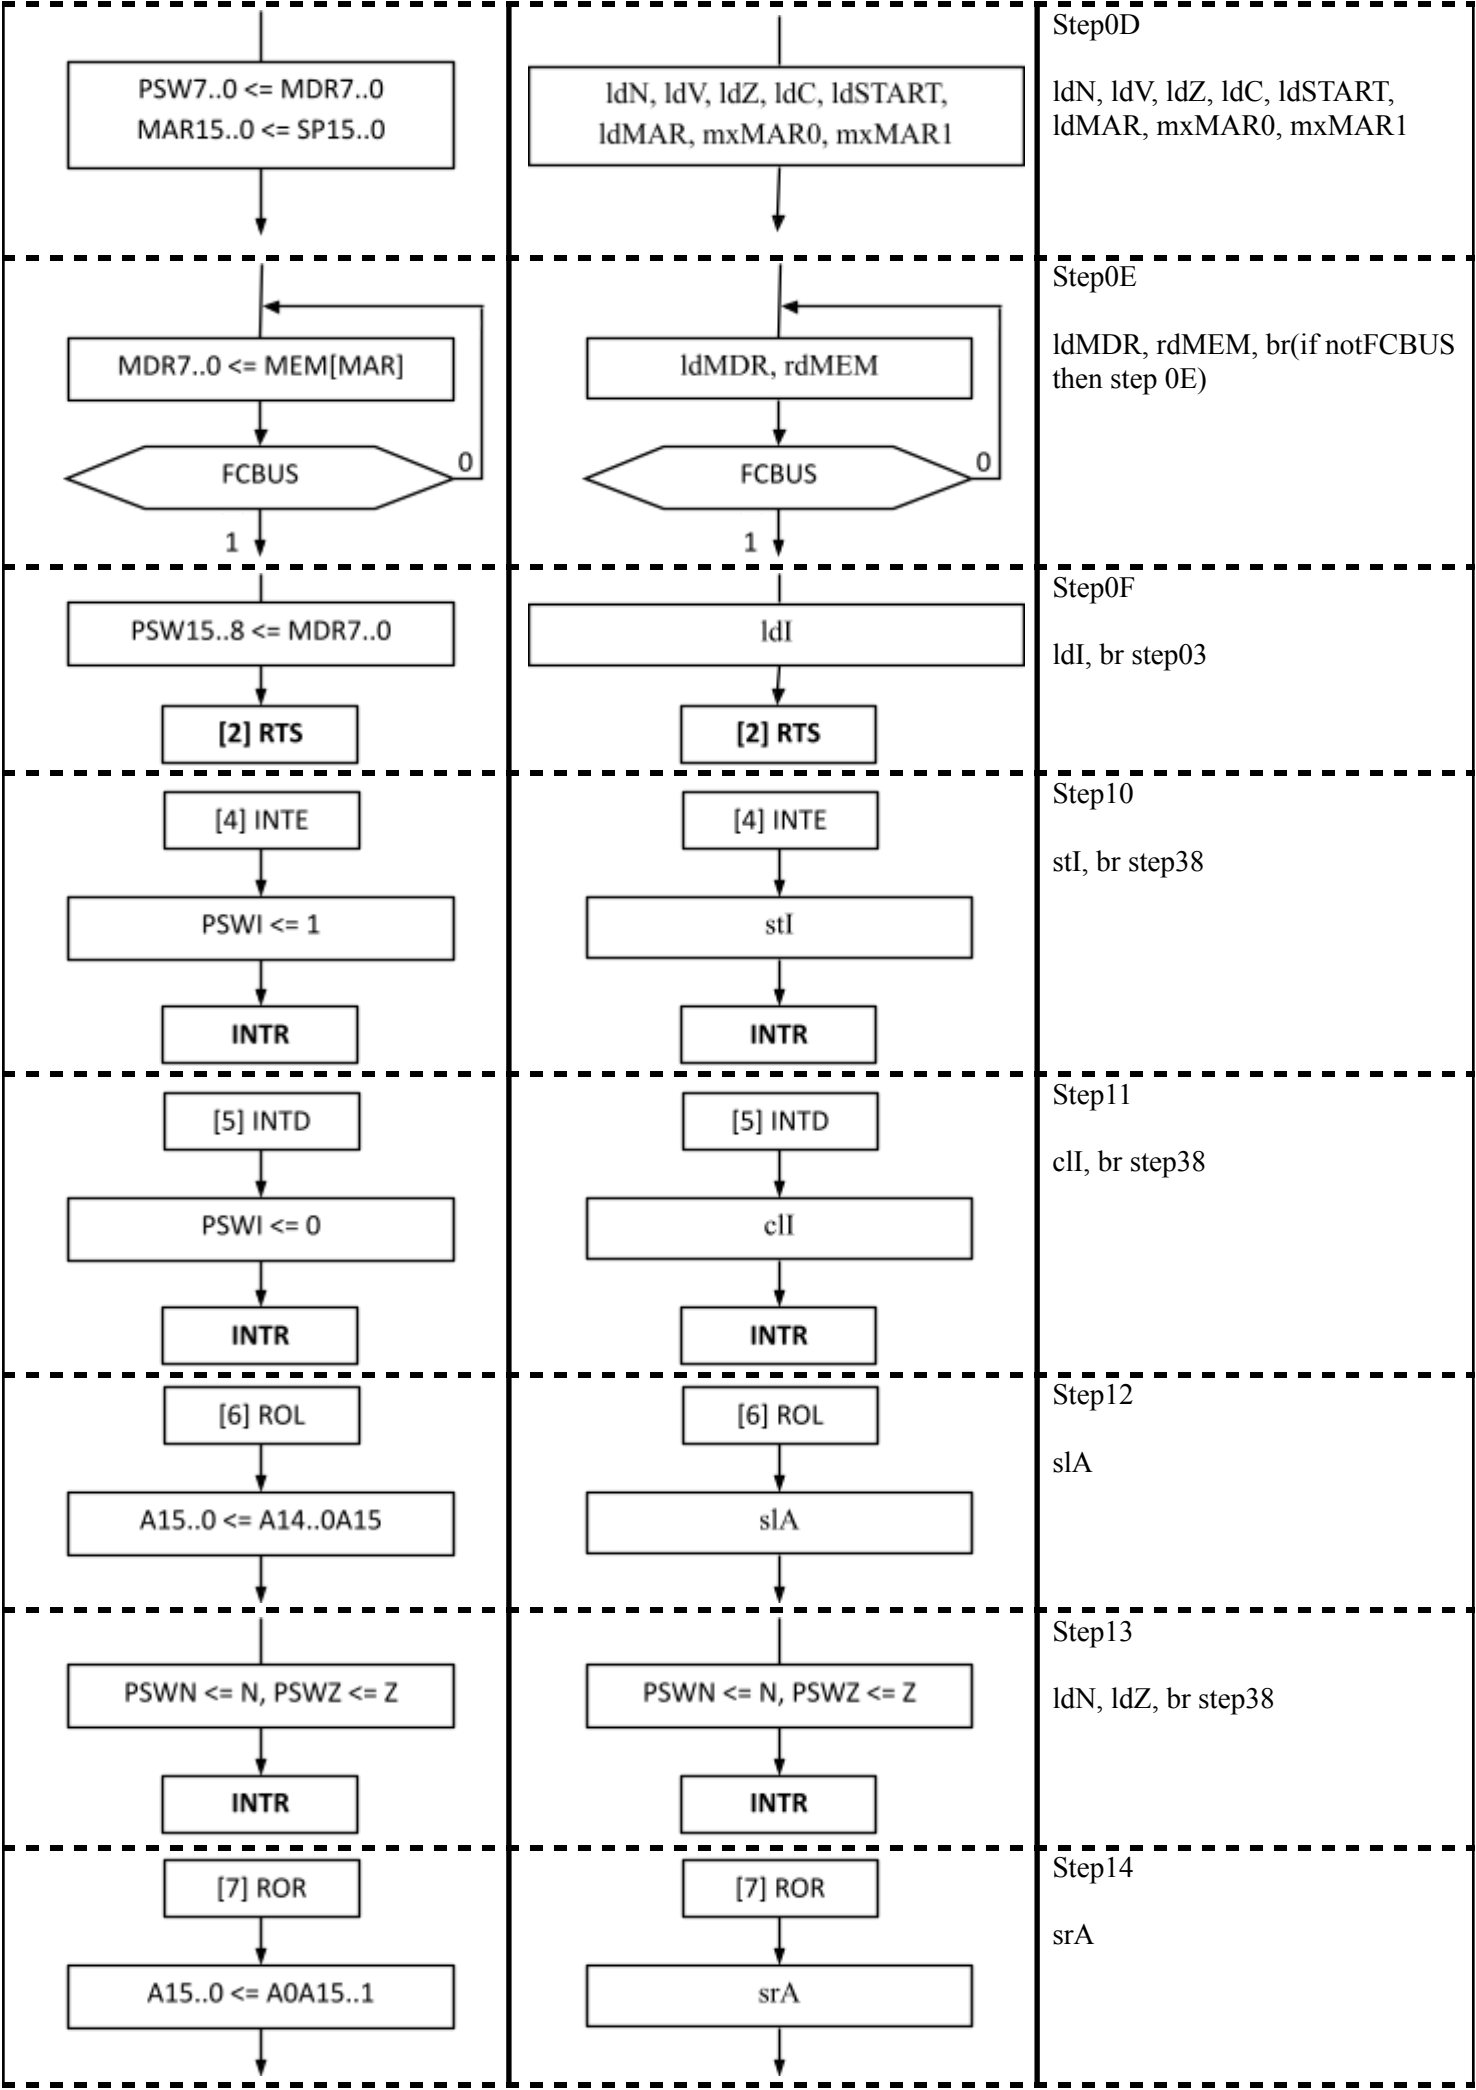 PSW7..0 <= MDR7..0
MAR15..0 <= SP15..0
ldN, ldV, ldZ, ldC, ldSTART,
ldMAR, mxMAR0, mxMAR1
Step0D
ldN, ldV, ldZ, ldC, ldSTART,
ldMAR, mxMAR0, mxMAR1
MDR7..0 <= MEM[MAR]
FCBUS
0
1
ldMDR, rdMEM
FCBUS
0
1
Step0E
ldMDR, rdMEM, br(if notFCBUS
then step 0E)
PSW15..8 <= MDR7..0
[2] RTS
ldI
[2] RTS
Step0F
ldI, br step03
[4] INTE
PSWI <= 1
INTR
[4] INTE
stI
INTR
Step10
stI, br step38
[5] INTD
PSWI <= 0
INTR
[5] INTD
clI
INTR
Step11
clI, br step38
[6] ROL
A15..0 <= A14..0A15
[6] ROL
slA
Step12
slA
PSWN <= N, PSWZ <= Z
INTR
PSWN <= N, PSWZ <= Z
INTR
Step13
ldN, ldZ, br step38
[7] ROR
A15..0 <= A0A15..1
[7] ROR
srA
Step14
srA